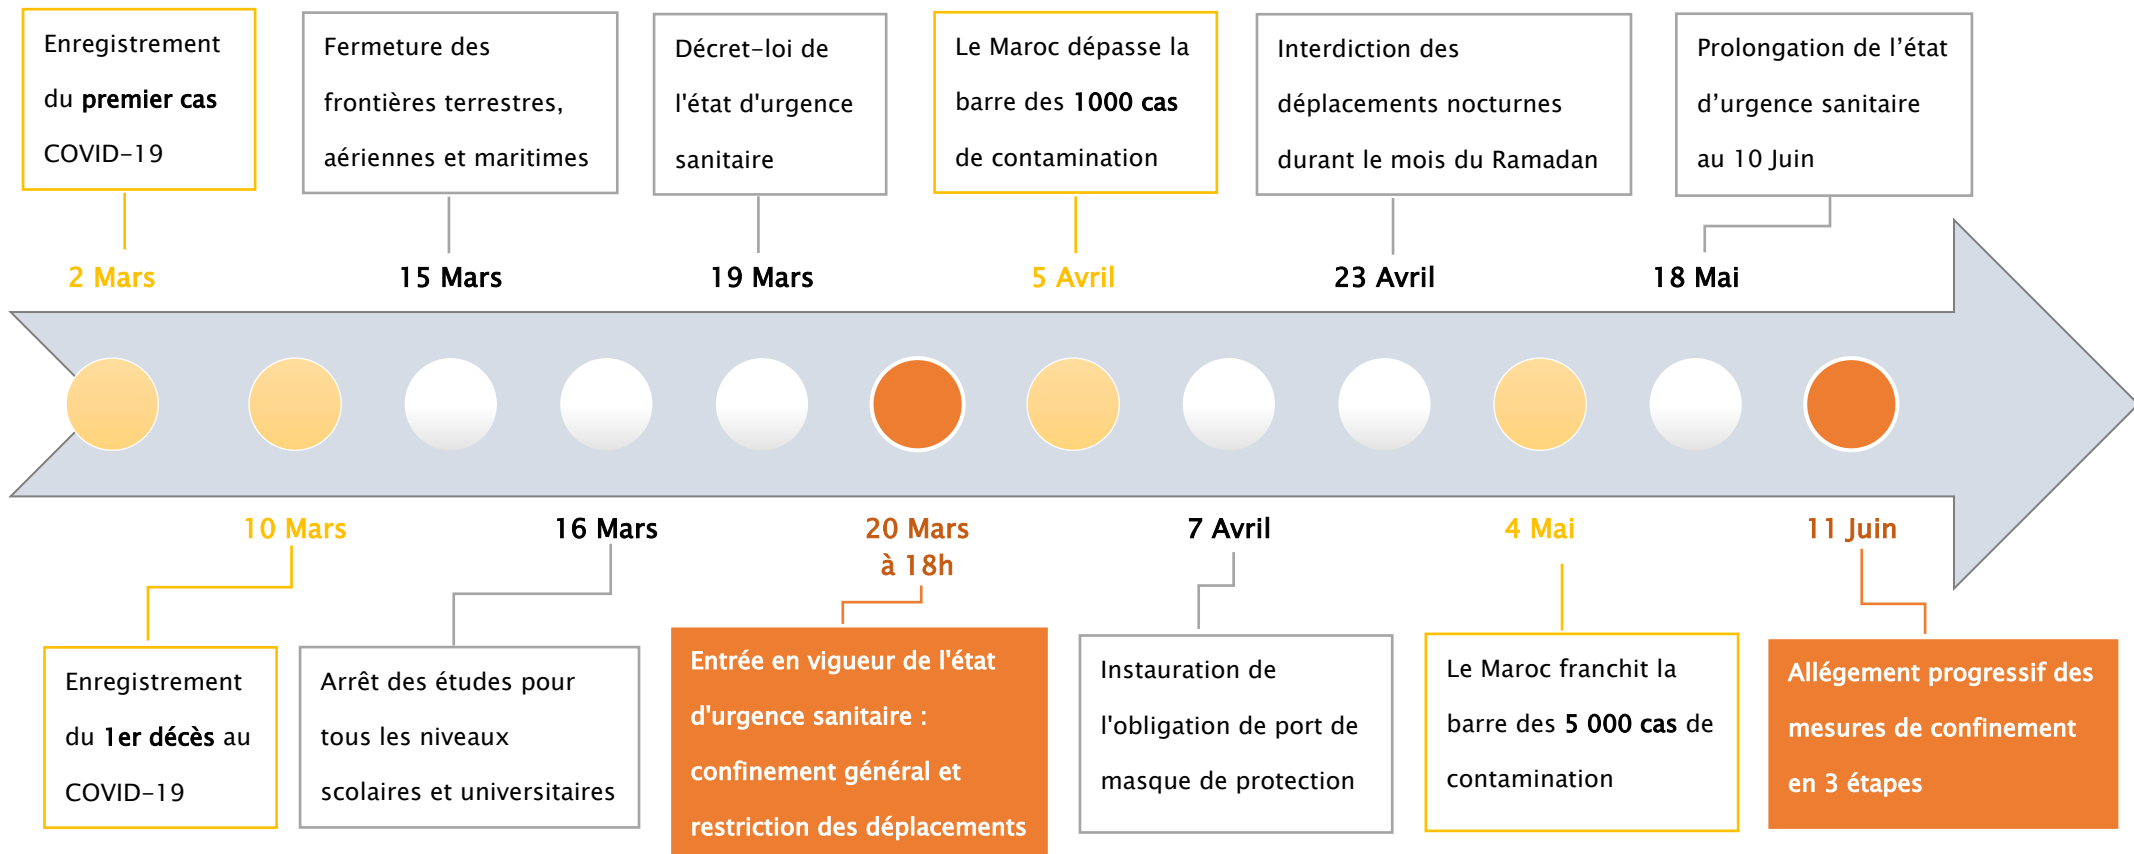 Enregistrement
du premier cas
COVID-19
Fermeture des
frontières terrestres,
aériennes et maritimes
Décret-loi de
l'état d'urgence
sanitaire
Le Maroc dépasse la
barre des 1000 cas
de contamination
Interdiction des
déplacements nocturnes
durant le mois du Ramadan
Prolongation de l’état
d’urgence sanitaire
au 10 Juin
2 Mars
15 Mars
19 Mars
5 Avril
23 Avril
18 Mai
10 Mars
16 Mars
20 Mars
à 18h
7 Avril
4 Mai
11 Juin
Enregistrement
du 1er décès au
COVID-19
Arrêt des études pour
tous les niveaux
scolaires et universitaires
Entrée en vigueur de l'état
d'urgence sanitaire :
confinement général et
restriction des déplacements
Instauration de
l'obligation de port de
masque de protection
Le Maroc franchit la
barre des 5 000 cas de
contamination
Allégement progressif des
mesures de confinement
en 3 étapes